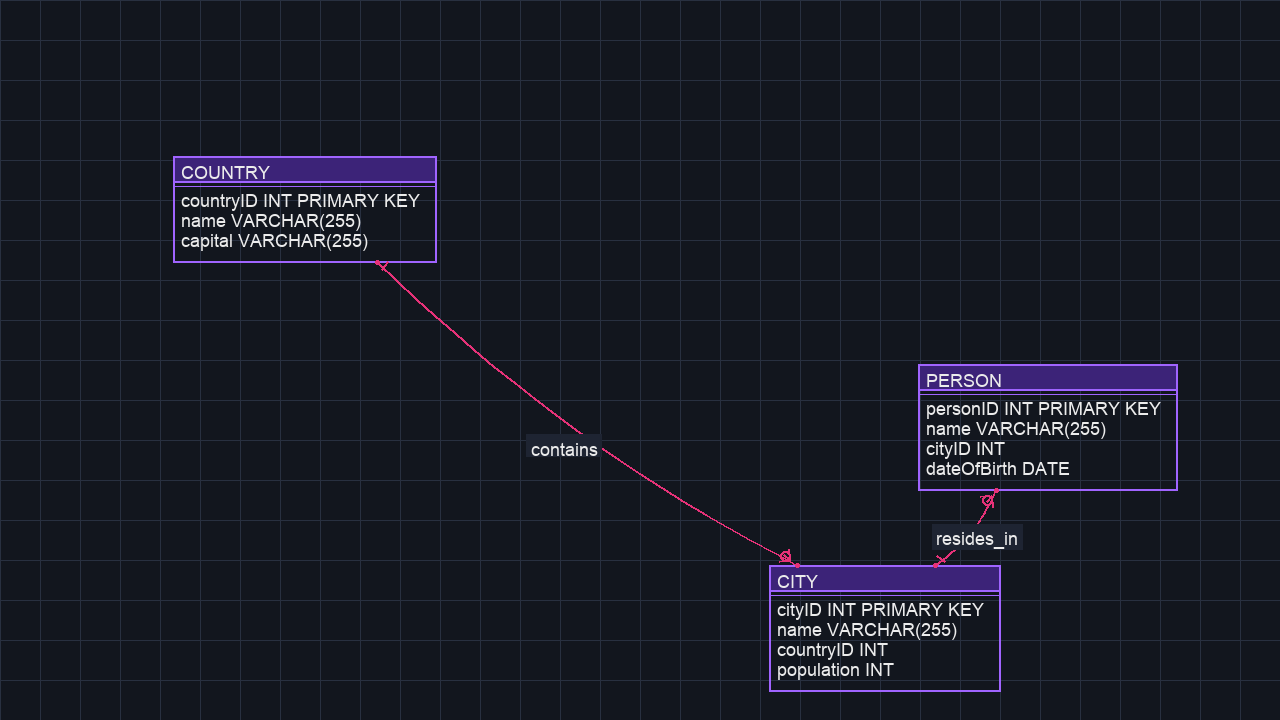 COUNTRY
countryID INT PRIMARY KEY
name VARCHAR(255)
capital VARCHAR(255)
contains
PERSON
personID INT PRIMARY KEY
name VARCHAR(255)
cityID INT
dateOfBirth DATE
resides_in
CITY
cityID INT PRIMARY KEY
name VARCHAR(255)
countryID INT
population INT